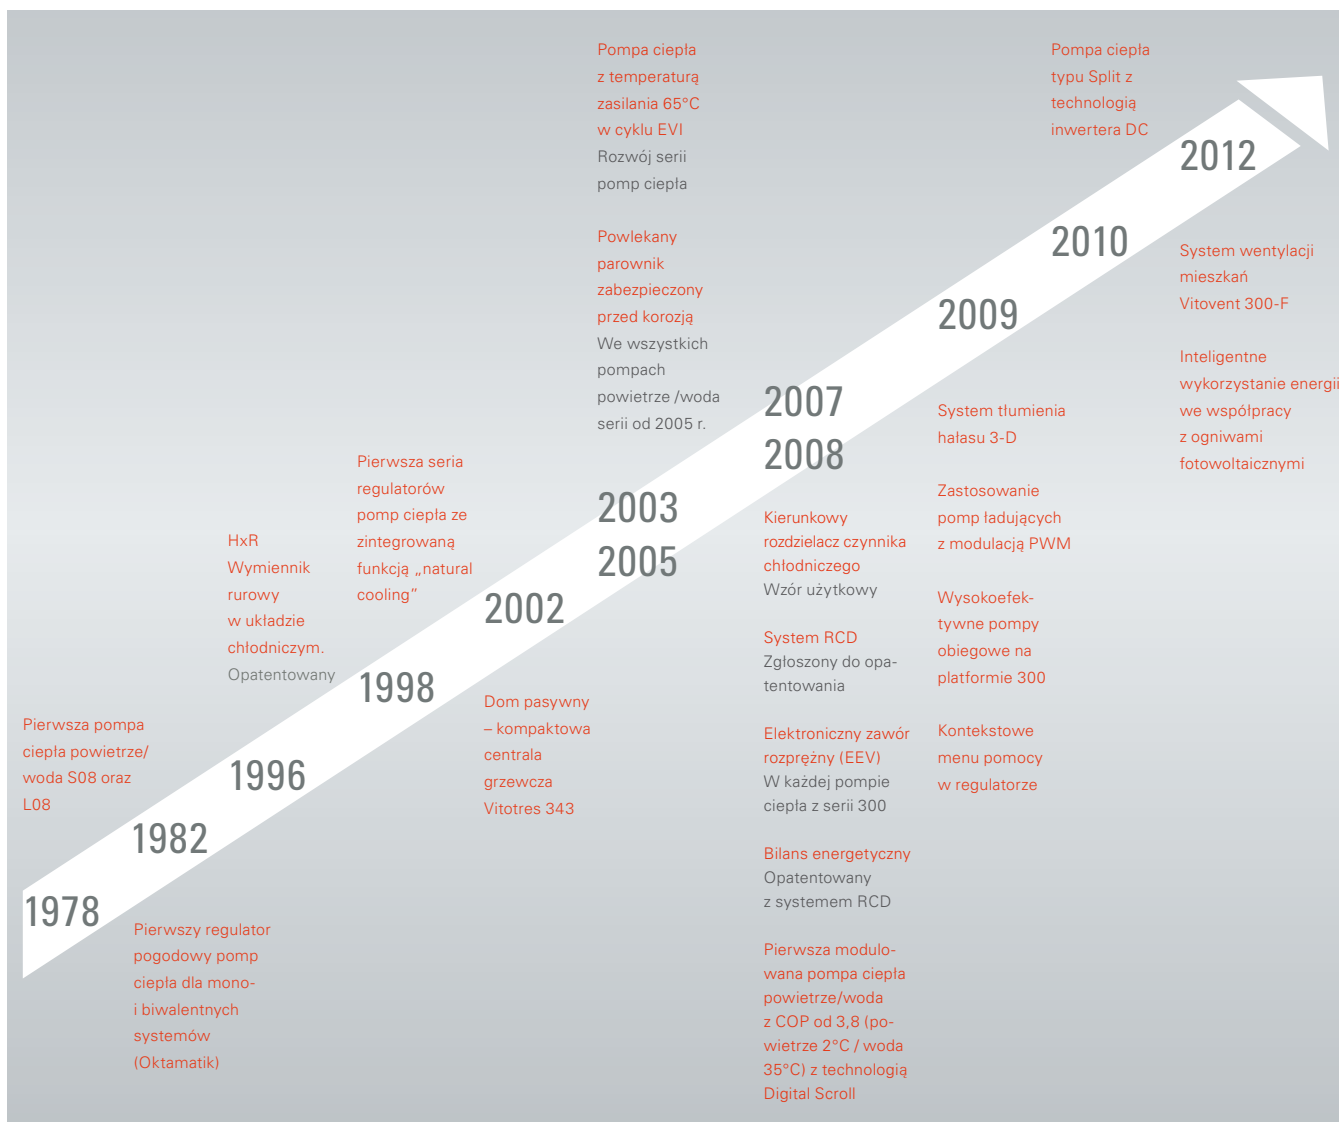 1978
Pierwsza pompa
ciepła powietrze/
woda S08 oraz
L08
1982
Pierwszy regulator
pogodowy pomp
ciepła dla mono-
i biwalentnych
systemów
(Oktamatik)
1996
HxR
Wymiennik
rurowy
w układzie
chłodniczym.
Opatentowany
1998
Pierwsza seria
regulatorów
pomp ciepła ze
zintegrowaną
funkcją „natural
cooling”
2002
Dom pasywny
– kompaktowa
centrala
grzewcza
Vitotres 343
2003
2005
Pompa ciepła
z temperaturą
zasilania 65°C
w cyklu EVI
Rozwój serii
pomp ciepła
Powlekany
parownik
zabezpieczony
przed korozją
We wszystkich
pompach
powietrze /woda
serii od 2005 r.
2007
2008
Kierunkowy
rozdzielacz czynnika
chłodniczego
Wzór użytkowy
System RCD
Zgłoszony do opa-
tentowania
Elektroniczny zawór
rozprężny (EEV)
W każdej pompie
ciepła z serii 300
Bilans energetyczny
Opatentowany
z systemem RCD
Pierwsza modulo-
wana pompa ciepła
powietrze/woda
z COP od 3,8 (po-
wietrze 2°C / woda
35°C) z technologią
Digital Scroll
2009
System tłumienia
hałasu 3-D
Zastosowanie
pomp ładujących
z modulacją PWM
Wysokoefek-
tywne pompy
obiegowe na
platformie 300
Kontekstowe
menu pomocy
w regulatorze
2010
Pompa ciepła
typu Split z
technologią
inwertera DC
2012
System wentylacji
mieszkań
Vitovent 300-F
Inteligentne
wykorzystanie energii
we współpracy
z ogniwami
fotowoltaicznymi